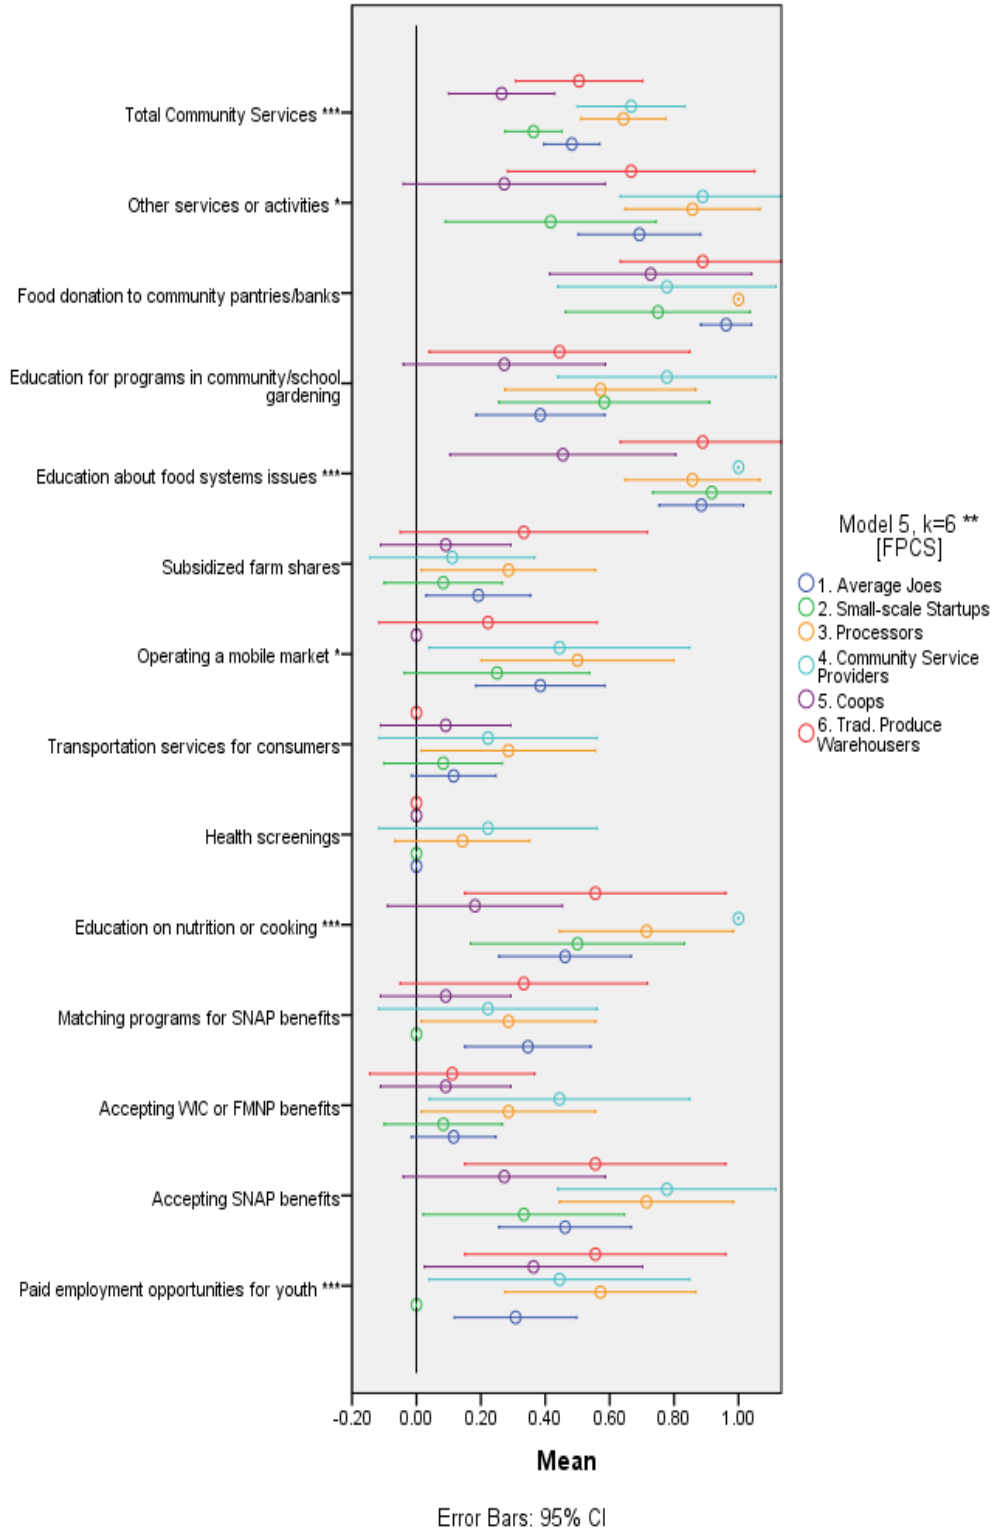 Total Community Services ***
Other services or activities *
Food donation to community pantries/banks
Education for programs in community/school
gardening
Education about food systems issues ***
Subsidized farm shares
Operating a mobile market *
Transportation services for consumers
Health screenings
Education on nutrition or cooking ***
Matching programs for SNAP benefits
Accepting WIC or FMNP benefits
Accepting SNAP benefits
Paid employment opportunities for youth ***
-0.20 0.00 0.20 0.40 0.60 0.80 1.00
Mean
Error Bars: 95% CI
Model 5, k=6 **
[FPCS]
1. Average Joes
2. Small-scale Startups
3. Processors
4. Community Service
Providers
5. Coops
6. Trad. Produce
Warehousers